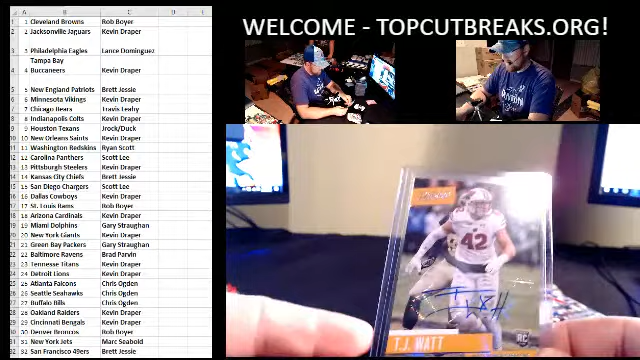 WELCOME - TOPCUTBREAKS.ORG!
1 Cleveland Browns Rob Boyer
2 Jacksonville Jaguars Kevin Draper
3 Philadelphia Eagles Lance Dominguez
Tampa Bay
4 Buccaneers Kevin Draper
5 New England Patriots Brett Jessie
6 Minnesota Vikings Kevin Draper
7 Chicago Bears Travis Leahy
8 Indianapolis Colts Kevin Draper
9 Houston Texans Jrock/Duck
10 New Orleans Saints Kevin Draper
11 Washington Redskins Ryan Scott
12 Carolina Panthers Scott Lee
13 Pittsburgh Steelers Kevin Draper
14 Kansas City Chiefs Brett Jessie
15 San Diego Chargers Scott Lee
16 Dallas Cowboys Kevin Draper
17 St. Louis Rams Rob Boyer
18 Arizona Cardinals Kevin Draper
19 Miami Dolphins Gary Straughan
20 New York Giants Kevin Draper
21 Green Bay Packers Gary Straughan
22 Baltimore Ravens Brad Parvin
23 Tennesse Titans Kevin Draper
24 Detroit Lions Kevin Draper
25 Atlanta Falcons Chris Ogden
26 Seattle Seahawks Chris Ogden
27 Buffalo Bills Chris Ogden
28 Oakland Raiders Kevin Draper
29 Cincinnati Bengals Kevin Draper
30 Denver Broncos Rob Boyer
31 New York Jets Marc Seabold
32 San Francisco 49ers Brett Jessie
Prestige
42
T.J. WATT
RC